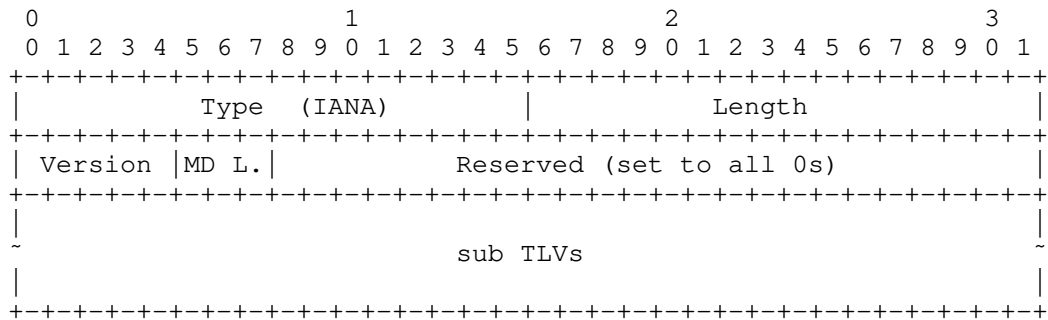 0                   1                   2                   3
 0 1 2 3 4 5 6 7 8 9 0 1 2 3 4 5 6 7 8 9 0 1 2 3 4 5 6 7 8 9 0 1
+-+-+-+-+-+-+-+-+-+-+-+-+-+-+-+-+-+-+-+-+-+-+-+-+-+-+-+-+-+-+-+-+
|           Type  (IANA)        |           Length              |
+-+-+-+-+-+-+-+-+-+-+-+-+-+-+-+-+-+-+-+-+-+-+-+-+-+-+-+-+-+-+-+-+
| Version |MD L.|           Reserved (set to all 0s)            |
+-+-+-+-+-+-+-+-+-+-+-+-+-+-+-+-+-+-+-+-+-+-+-+-+-+-+-+-+-+-+-+-+
|                                                               |
~                           sub TLVs                            ~
|                                                               |
+-+-+-+-+-+-+-+-+-+-+-+-+-+-+-+-+-+-+-+-+-+-+-+-+-+-+-+-+-+-+-+-+